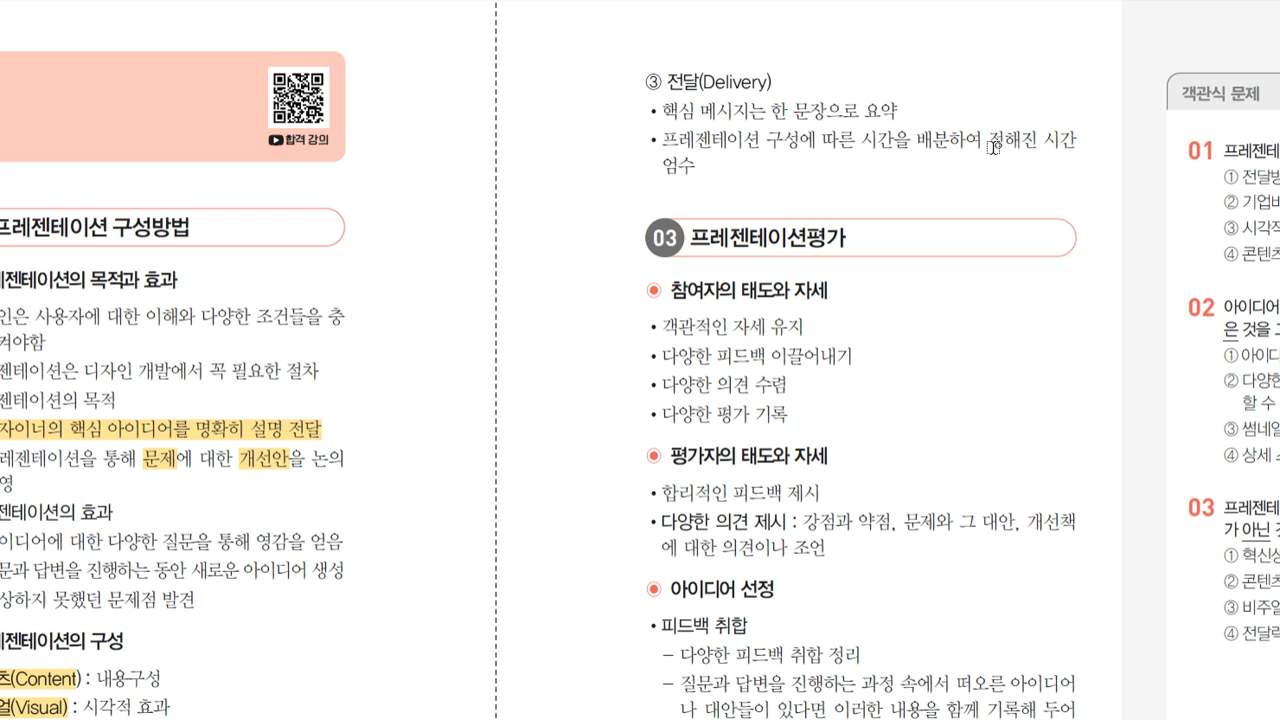 합격 강의
프레젠테이션 구성방법
젠테이션의 목적과 효과
인은 사용자에 대한 이해와 다양한 조건들을 충
켜야함
젠테이션은 디자인 개발에서 꼭 필요한 절차
젠테이션의 목적
자이너의 핵심 아이디어를 명확히 설명 전달
레젠테이션을 통해 문제에 대한 개선안을 논의
영
젠테이션의 효과
이디어에 대한 다양한 질문을 통해 영감을 얻음
문과 답변을 진행하는 동안 새로운 아이디어 생성
상하지 못했던 문제점 발견
젠테이션의 구성
츠(Content) : 내용구성
얼(Visual) : 시각적 효과
③ 전달(Delivery)
• 핵심 메시지는 한 문장으로 요약
• 프레젠테이션 구성에 따른 시간을 배분하여 정해진 시간
엄수
03 프레젠테이션평가
참여자의 태도와 자세
• 객관적인 자세 유지
• 다양한 피드백 이끌어내기
• 다양한 의견 수렴
• 다양한 평가 기록
평가자의 태도와 자세
• 합리적인 피드백 제시
• 다양한 의견 제시 : 강점과 약점, 문제와 그 대안, 개선책
에 대한 의견이나 조언
아이디어 선정
• 피드백 취합
– 다양한 피드백 취합 정리
– 질문과 답변을 진행하는 과정 속에서 떠오른 아이디어
나 대안들이 있다면 이러한 내용을 함께 기록해 두어
객관식 문제
01 프레젠테
① 전달방
② 기업비
③ 시각적
④ 콘텐츠
02 아이디어
은 것을 고
① 아이디
② 다양한
할 수
③ 썸네일
④ 상세 스
03 프레젠테
가 아닌 것
① 혁신성
② 콘텐츠
③ 비주얼
④ 전달력